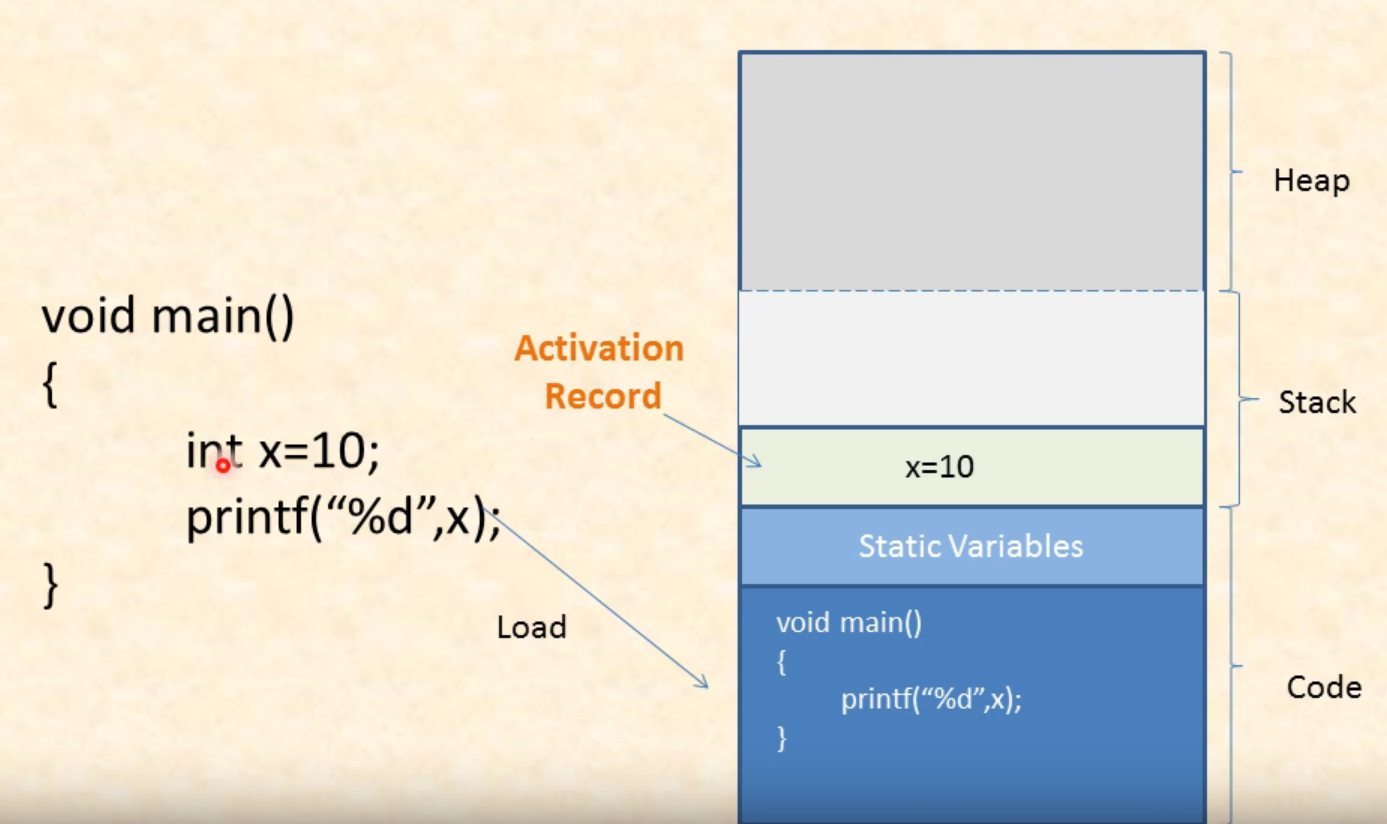 void main()
{
int x=10;
printf(“%d”,x);
}
Load
Activation
Record
x=10
Static Variables
void main()
{
printf(“%d”,x);
}
Heap
Stack
Code